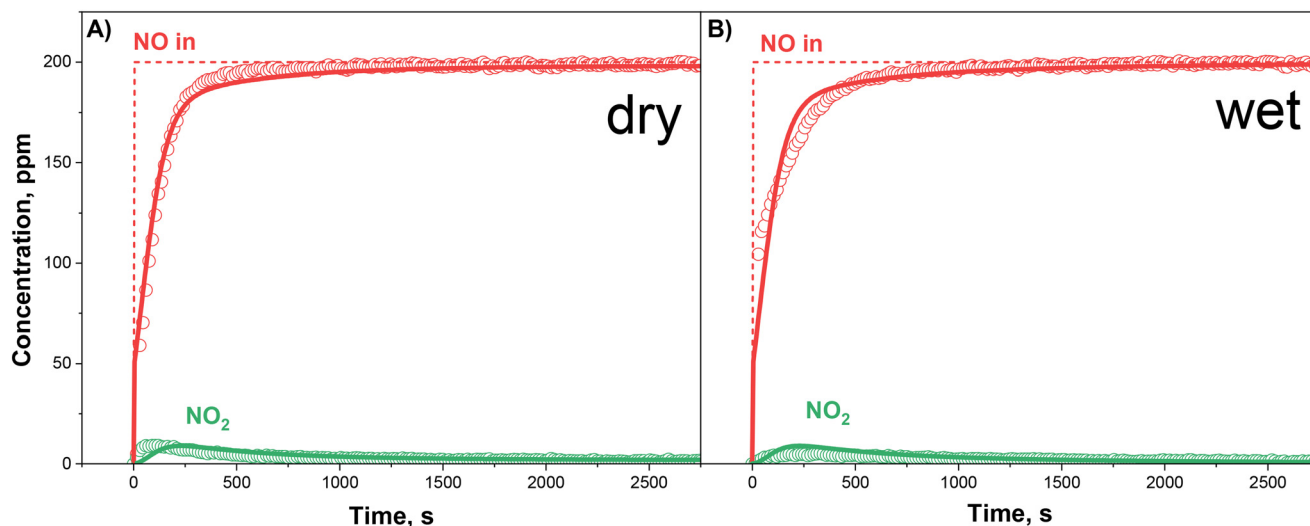 A)
NO in
dry
NO₂
B)
NO in
wet
NO₂
Concentration, ppm
200
150
100
50
0
0 500 1000 1500 2000 2500
0 500 1000 1500 2000 2500
Time, s
Time, s